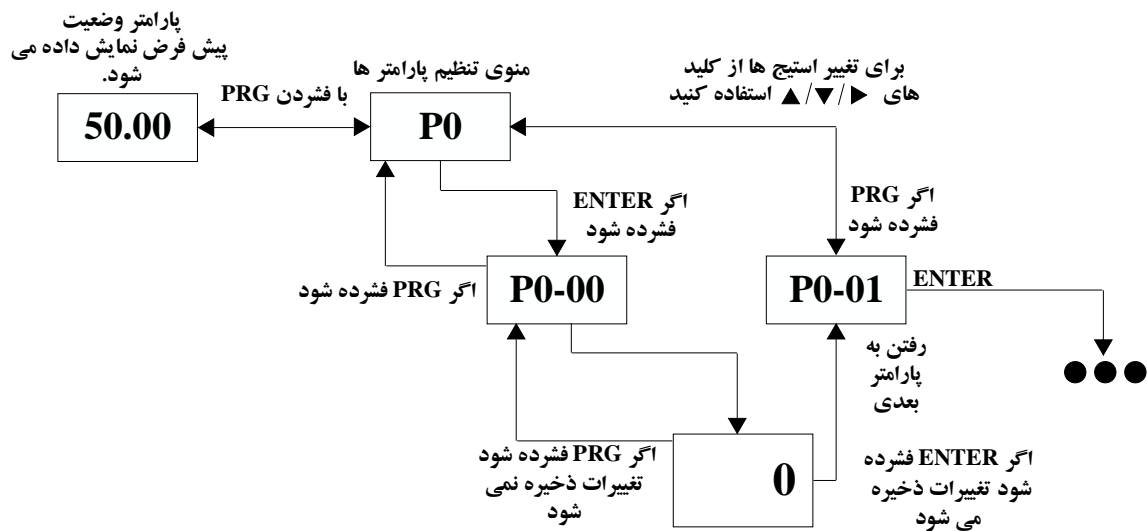 پارامتر وضعیت
پیش فرض نمایش داده می
شود.
50.00
با فشردن PRG
منوی تنظیم پارامتر ها
P0
برای تغییر استیج ها از کلید
های ▲/▼/► استفاده کنید
اگر ENTER
فشرده شود
اگر PRG
فشرده شود
P0-00
اگر PRG فشرده شود
P0-01
ENTER
رفتن به
پارامتر
بعدی
0
اگر PRG فشرده شود
تغییرات ذخیره نمی
شود
اگر ENTER فشرده
شود تغییرات ذخیره
می شود